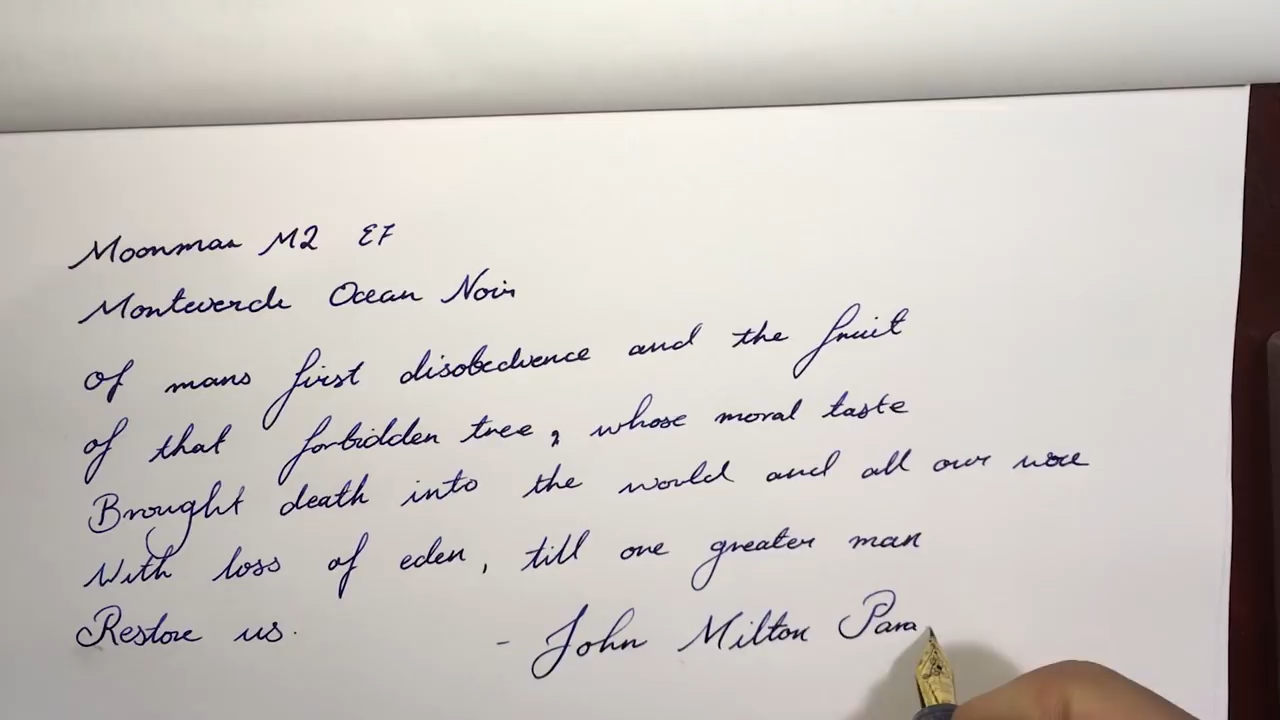 Moonman M2 EF
Monteverde Ocean Noir
Of mans first disobedience and the fruit
of that forbidden tree, whose moral taste
Brought death into the world and all our woe
With loss of eden, till one greater man
Restore us.
- John Milton Para